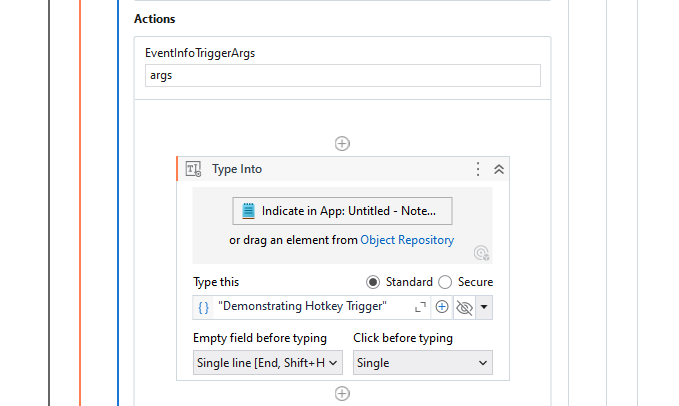 Actions
EventInfoTriggerArgs
args
Type Into
Indicate in App: Untitled - Note...
or drag an element from Object Repository
Type this Standard Secure
{ } "Demonstrating Hotkey Trigger"
Empty field before typing Click before typing
Single line [End, Shift+H Single